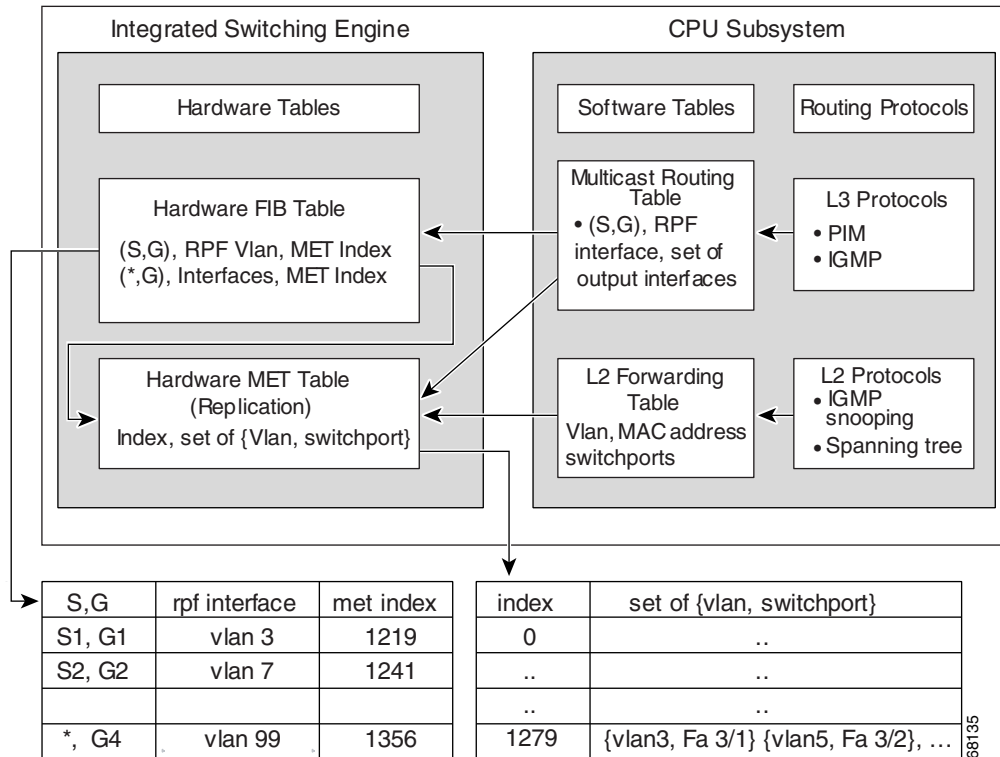 Integrated Switching Engine
CPU Subsystem
Hardware Tables
Software Tables
Routing Protocols
Hardware FIB Table
(S,G), RPF Vlan, MET Index
(*,G), Interfaces, MET Index
Multicast Routing
Table
• (S,G), RPF
interface, set of
output interfaces
L3 Protocols
• PIM
• IGMP
Hardware MET Table
(Replication)
Index, set of {Vlan, switchport}
L2 Forwarding
Table
Vlan, MAC address
switchports
L2 Protocols
• IGMP
snooping
• Spanning tree
S,G rpf interface met index
S1, G1 vlan 3 1219
S2, G2 vlan 7 1241
*, G4 vlan 99 1356
index set of {vlan, switchport}
0 ..
.. ..
.. ..
1279 {vlan3, Fa 3/1} {vlan5, Fa 3/2}, ...
68135